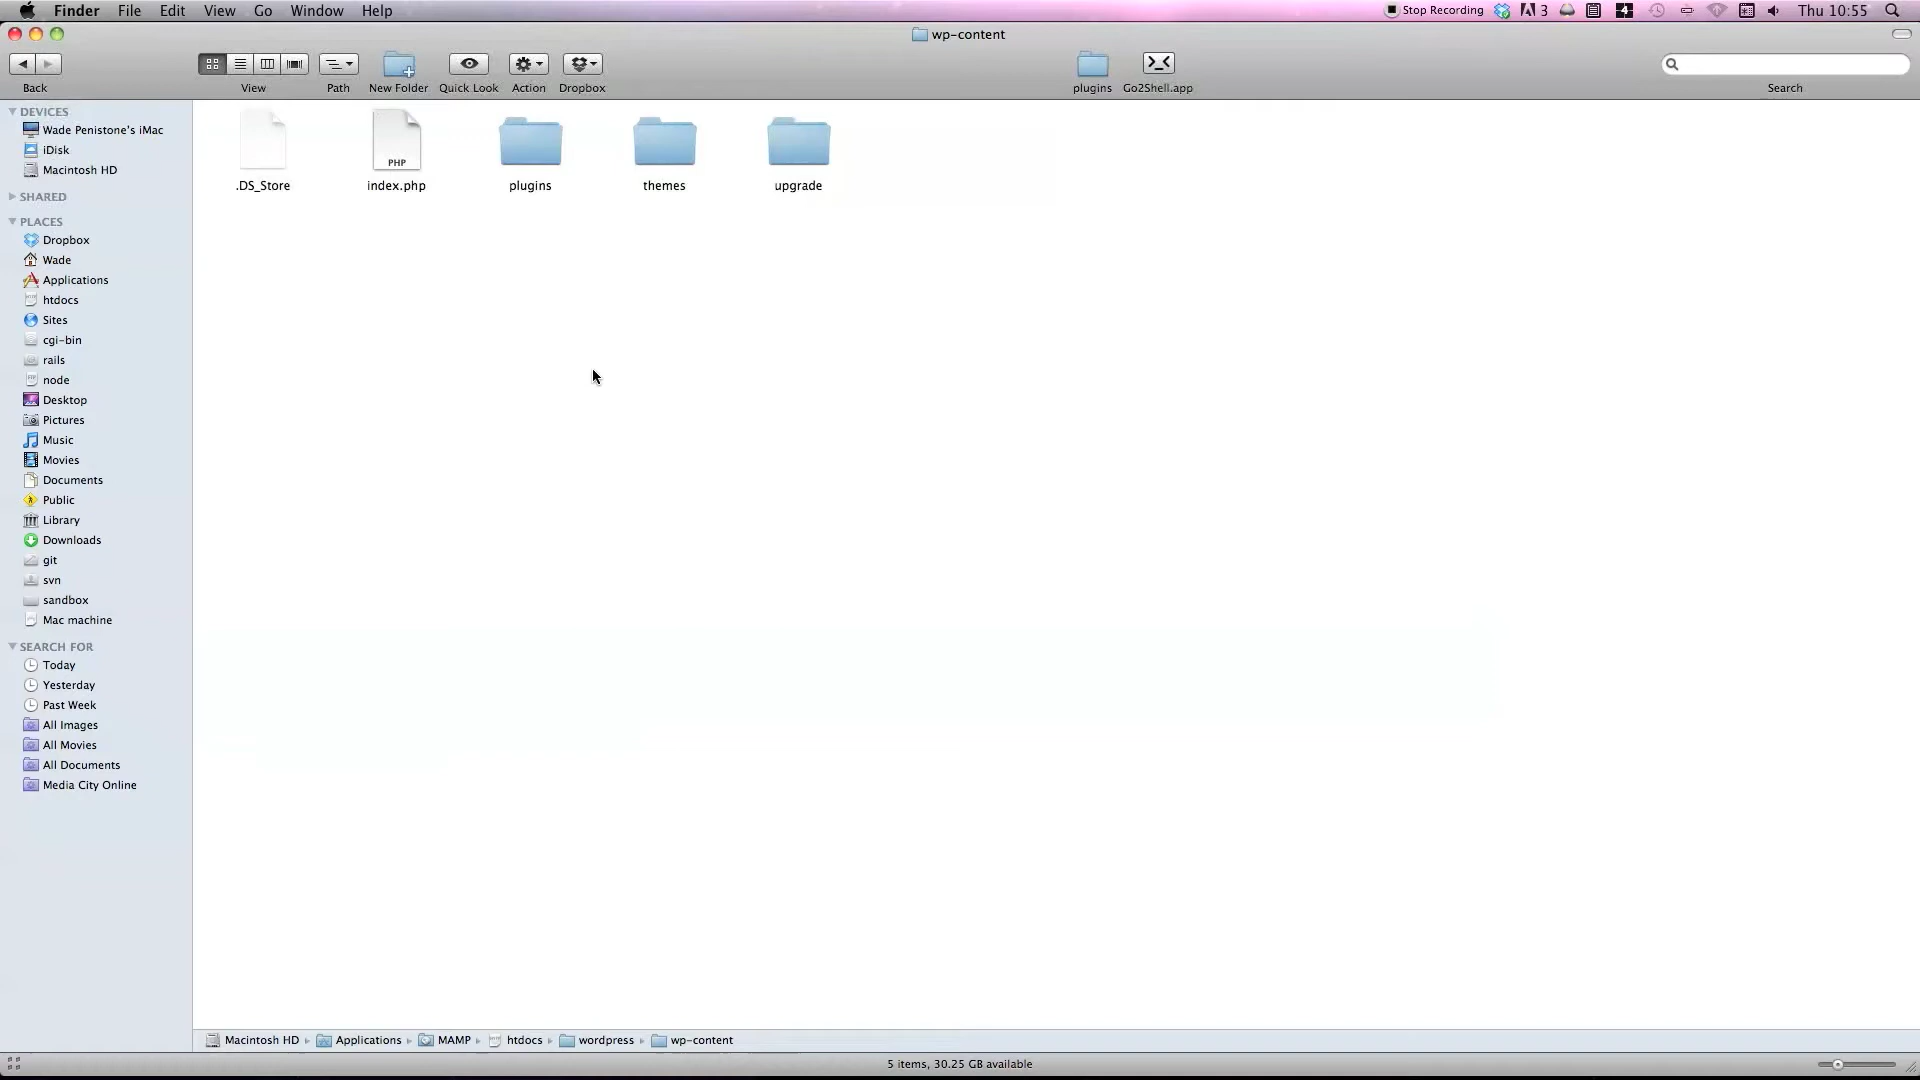 Finder File Edit View Go Window Help Stop Recording 3 4 Thu 10:55
wp-content
Back View Path New Folder Quick Look Action Dropbox plugins Go2Shell.app Search
DEVICES
Wade Penistone's iMac
iDisk
Macintosh HD
SHARED
PLACES
Dropbox
Wade
Applications
htdocs
Sites
cgi-bin
rails
node
Desktop
Pictures
Music
Movies
Documents
Public
Library
Downloads
git
svn
sandbox
Mac machine
SEARCH FOR
Today
Yesterday
Past Week
All Images
All Movies
All Documents
Media City Online
PHP
.DS_Store index.php plugins themes upgrade
Macintosh HD Applications MAMP htdocs wordpress wp-content
5 items, 30.25 GB available